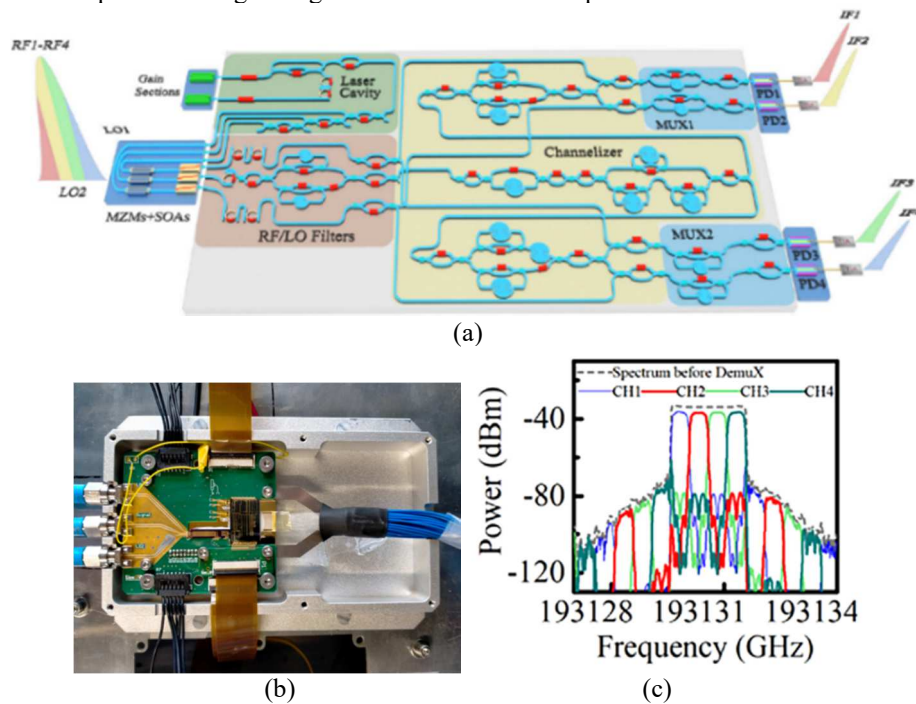 RF1-RF4
Gain
Sections
Laser
Cavity
LO1
LO2
MZMs+SOAs
RF/LO Filters
Channelizer
MUX1
PD1
PD2
IF1
IF2
MUX2
PD3
PD4
IF3
(a)
(b)
Spectrum before DemuX
CH1 CH2 CH3 CH4
Power (dBm)
-40
-80
-120
193128 193131 193134
Frequency (GHz)
(c)